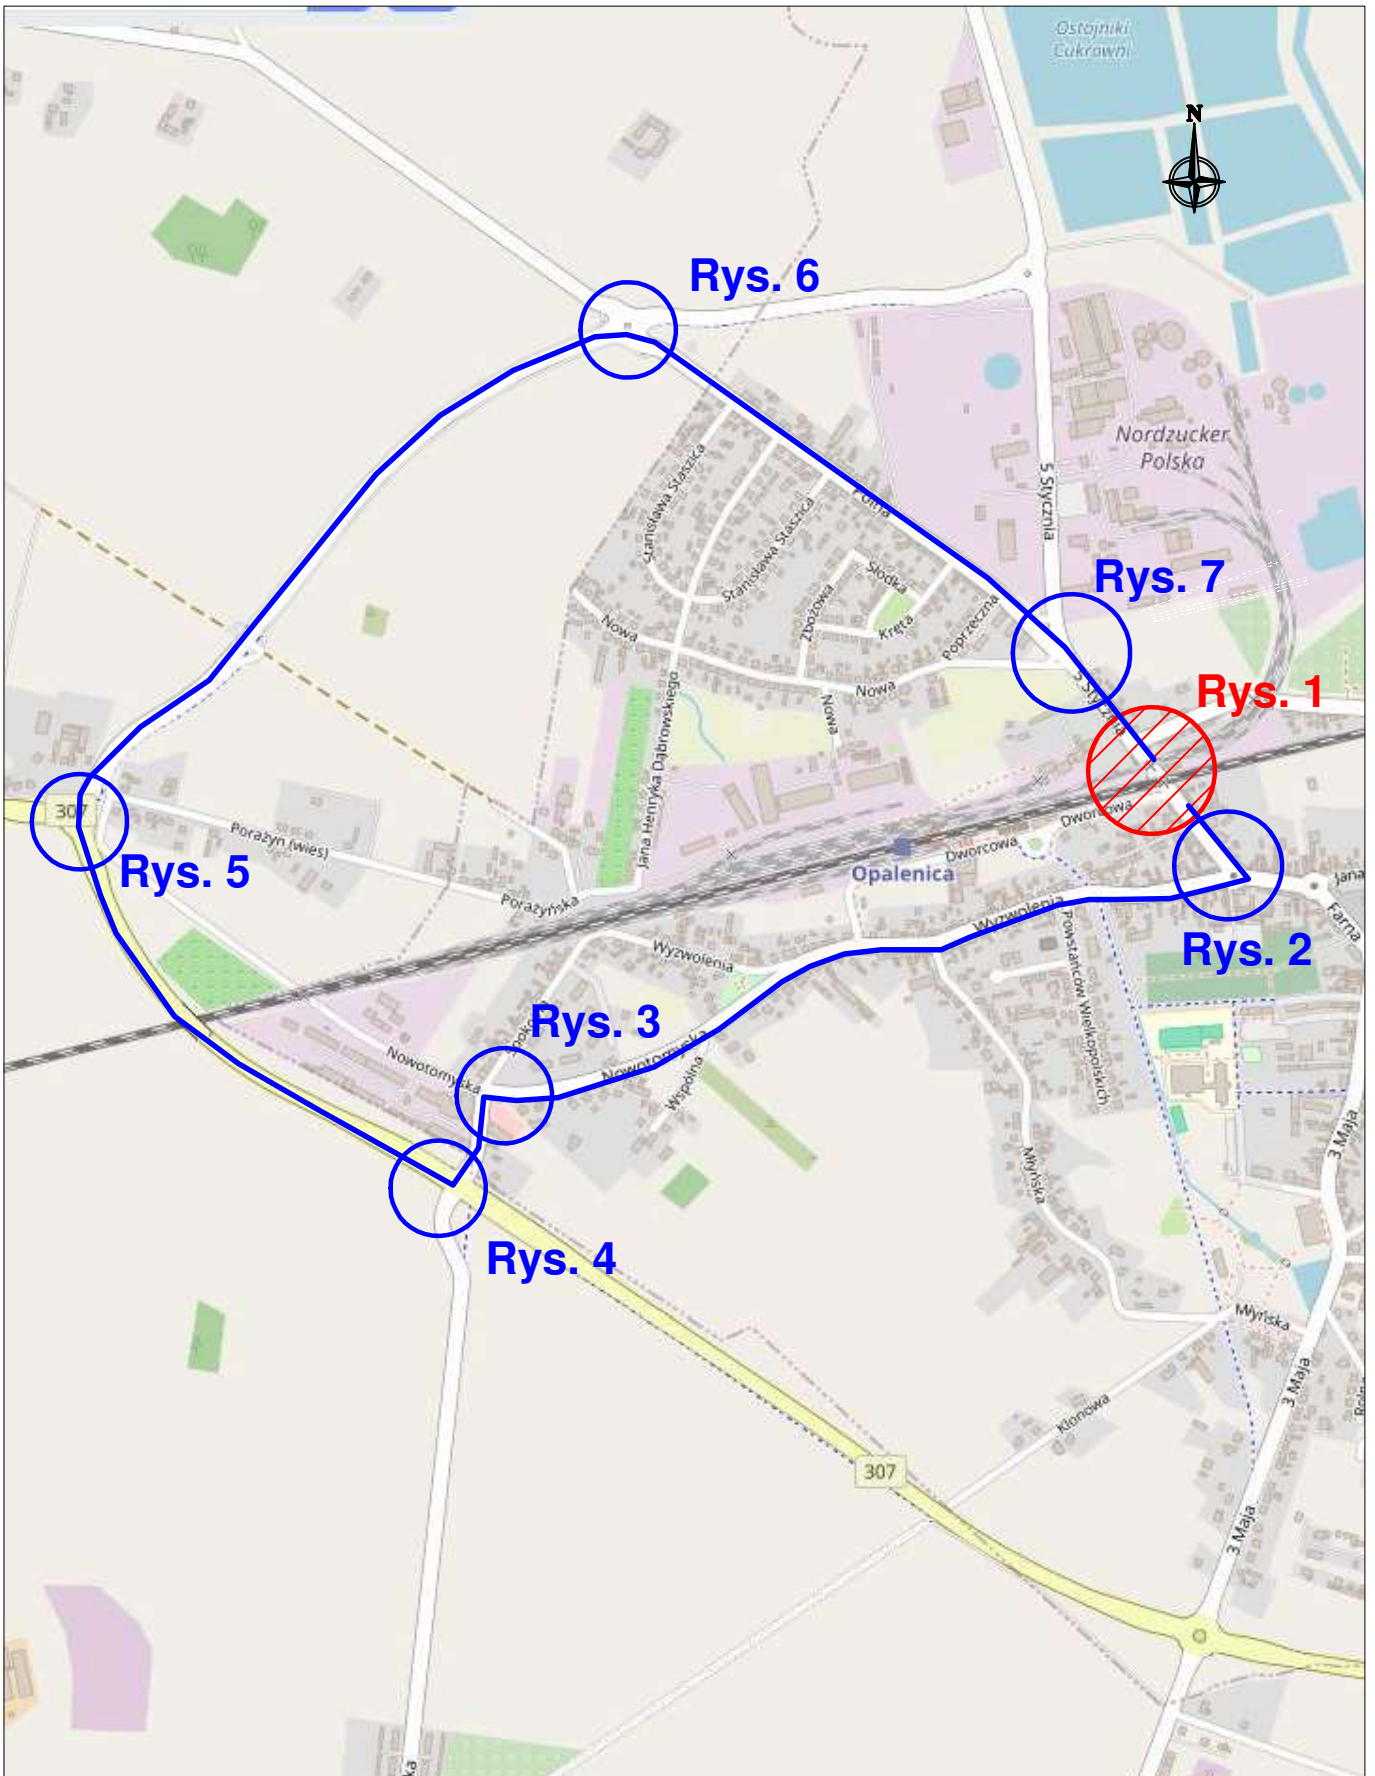 Ostojniki
Cukrowni
N
Rys. 6
Nordzucker
Polska
Stanisława Staszica
Polna
5 Stycznia
Stanisława Staszica
Słodka
Rys. 7
Zbożowa
Kręta
Poprzeczna
Nowa
Nowa
5 Stycznia
Rys. 1
Nowa
Jana Henryka Dąbrowskiego
307
Dworcowa
Porażyn (wieś)
Dworcowa
Rys. 5
Opalenica
Jana
Porażyńska
Wyzwolenia
Farna
Wyzwolenia
Powstańców Wielkopolskich
Rys. 2
Rys. 3
Nowotomyska
Nowotomyska
Wspólna
3 Maja
Młyńska
Rys. 4
Młyńska
3 Maja
Klonowa
307
3 Maja